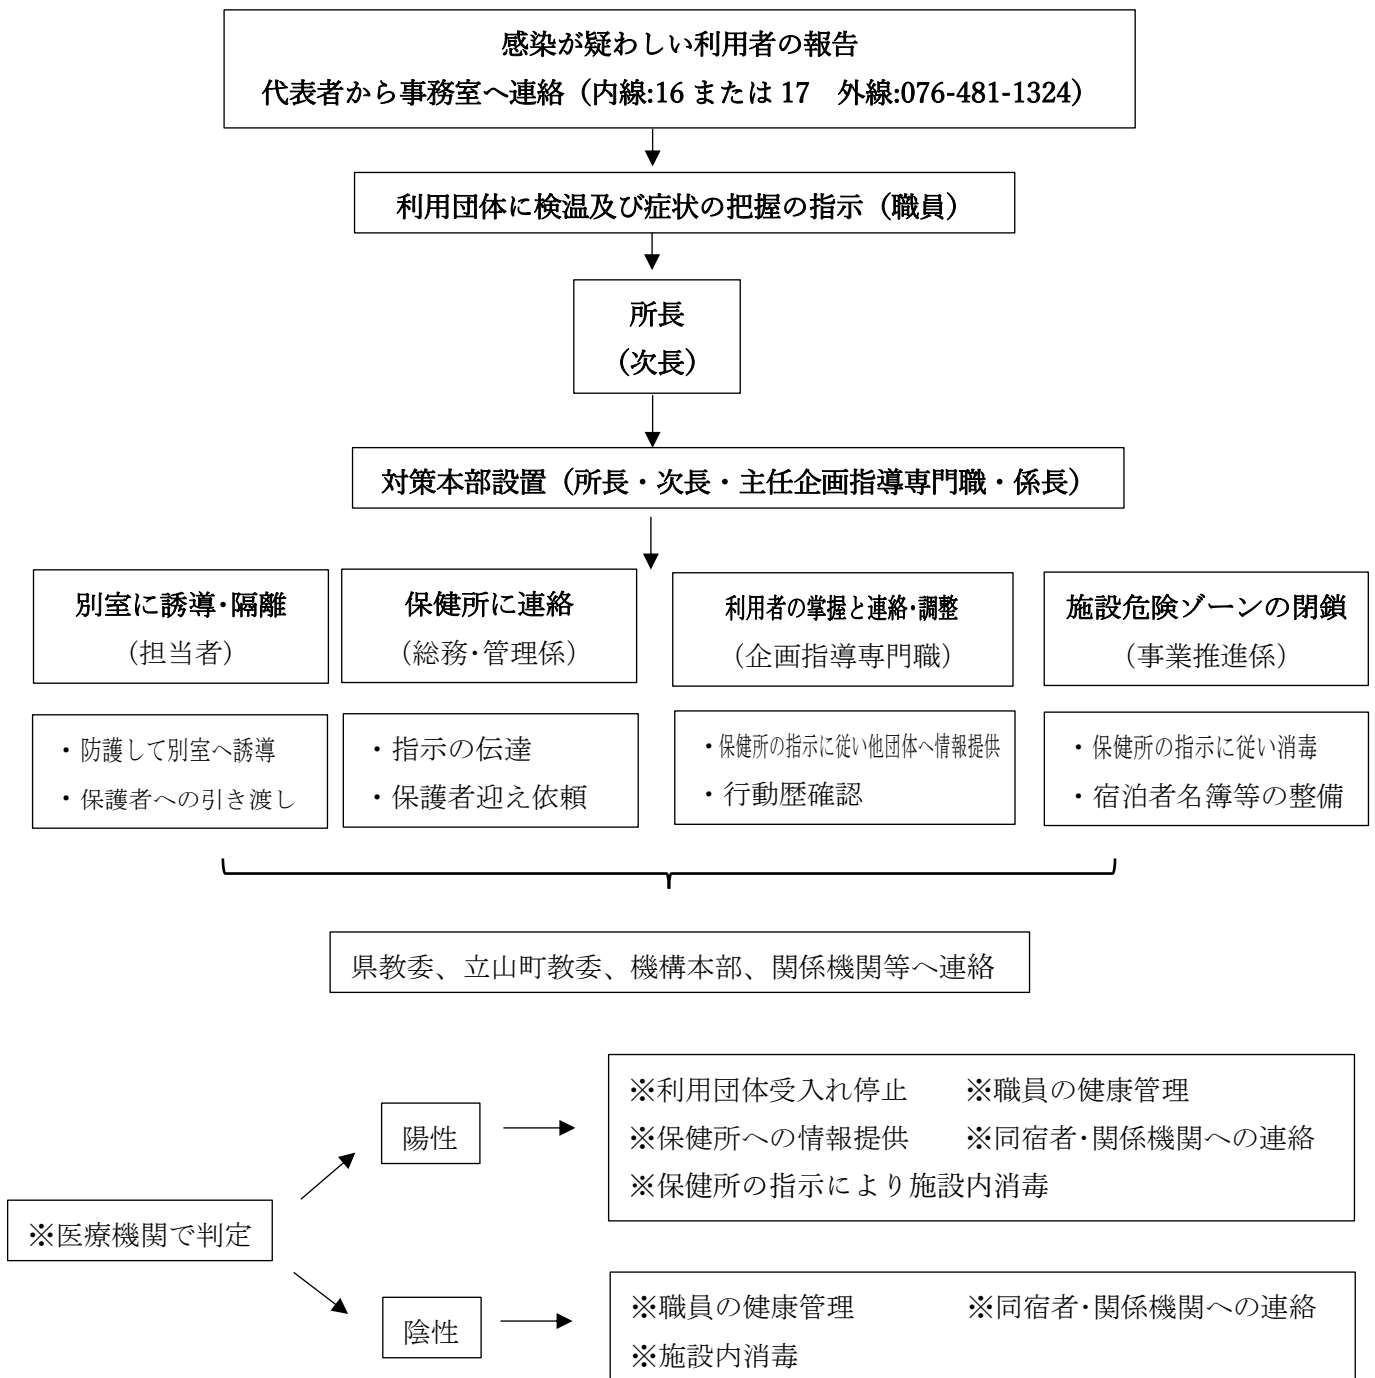 感染が疑わしい利用者の報告
代表者から事務室へ連絡（内線:16 または 17　外線:076-481-1324）
利用団体に検温及び症状の把握の指示（職員）
所長
（次長）
対策本部設置（所長・次長・主任企画指導専門職・係長）
別室に誘導･隔離
（担当者）
保健所に連絡
（総務･管理係）
利用者の掌握と連絡･調整
（企画指導専門職）
施設危険ゾーンの閉鎖
（事業推進係）
・防護して別室へ誘導
・保護者への引き渡し
・指示の伝達
・保護者迎え依頼
・保健所の指示に従い他団体へ情報提供
・行動歴確認
・保健所の指示に従い消毒
・宿泊者名簿等の整備
県教委、立山町教委、機構本部、関係機関等へ連絡
※医療機関で判定
陽性
※利用団体受入れ停止　　※職員の健康管理
※保健所への情報提供　　※同宿者･関係機関への連絡
※保健所の指示により施設内消毒
陰性
※職員の健康管理　　※同宿者･関係機関への連絡
※施設内消毒